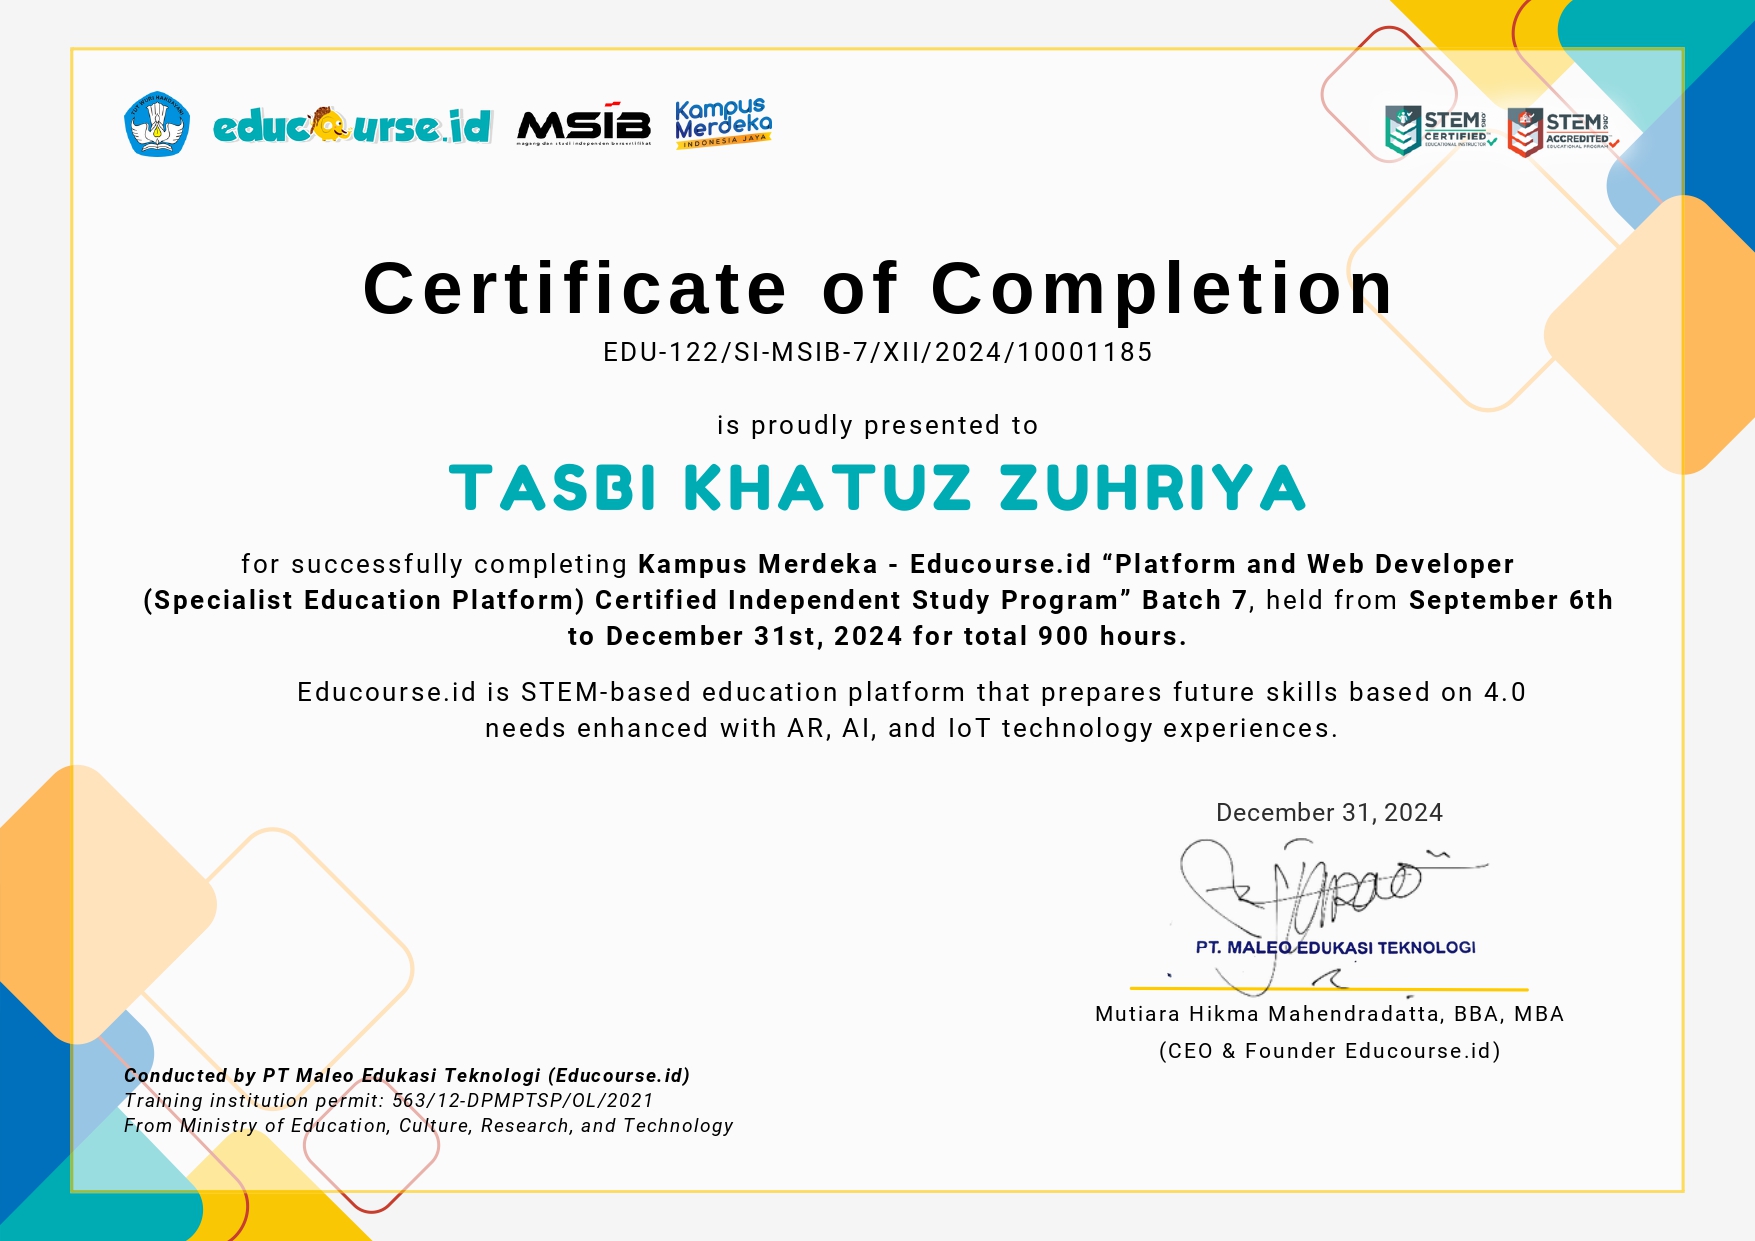 TUT WURI HANDAYANI
educourse.id
MSIB
magang dan studi independen bersertifikat
Kampus
Merdeka
INDONESIA JAYA
STEM.ORG
CERTIFIED
EDUCATIONAL INSTRUCTOR
STEM.ORG
ACCREDITED
EDUCATIONAL PROGRAM
Certificate of Completion
EDU-122/SI-MSIB-7/XII/2024/10001185
is proudly presented to
TASBI KHATUZ ZUHRIYA
for successfully completing Kampus Merdeka - Educourse.id “Platform and Web Developer
(Specialist Education Platform) Certified Independent Study Program” Batch 7, held from September 6th
to December 31st, 2024 for total 900 hours.
Educourse.id is STEM-based education platform that prepares future skills based on 4.0
needs enhanced with AR, AI, and IoT technology experiences.
December 31, 2024
PT. MALEO EDUKASI TEKNOLOGI
Mutiara Hikma Mahendradatta, BBA, MBA
(CEO & Founder Educourse.id)
Conducted by PT Maleo Edukasi Teknologi (Educourse.id)
Training institution permit: 563/12-DPMPTSP/OL/2021
From Ministry of Education, Culture, Research, and Technology